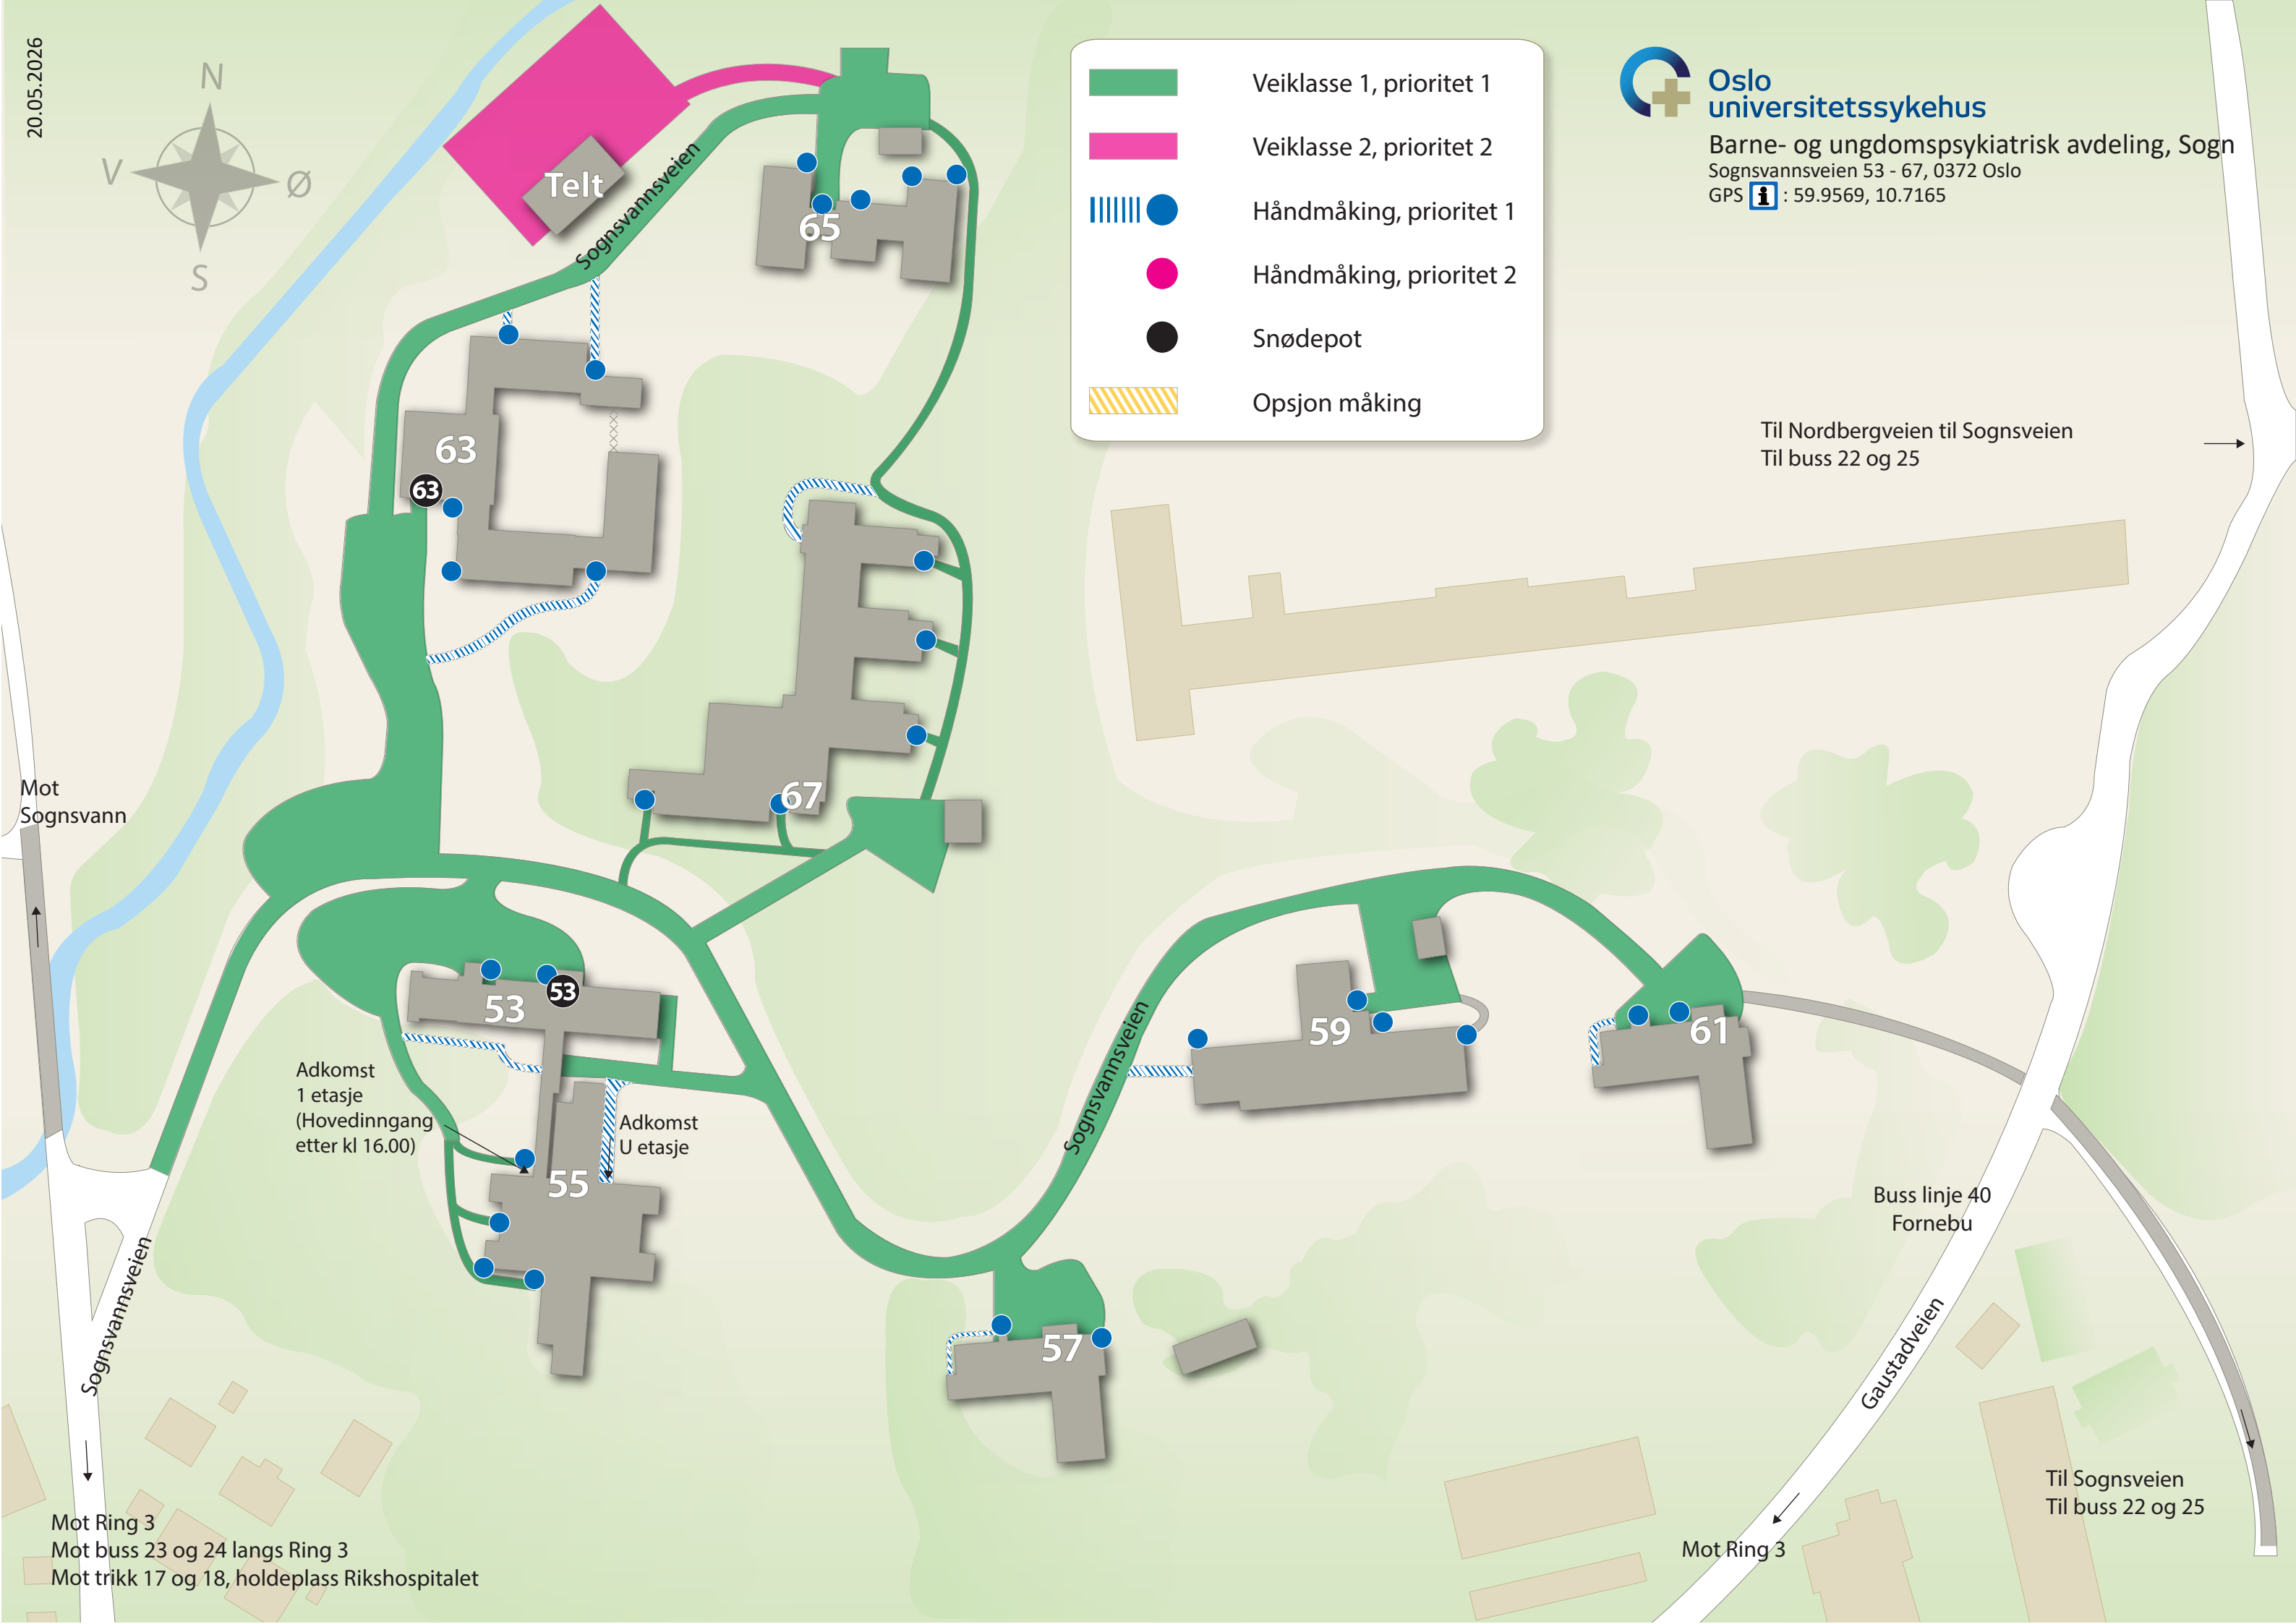 20.05.2026
N
V
Ø
S
Telt
Sognsvannsveien
65
Veiklasse 1, prioritet 1
Veiklasse 2, prioritet 2
Håndmåking, prioritet 1
Håndmåking, prioritet 2
Snødepot
Opsjon måking
Oslo
universitetssykehus
Barne- og ungdomspsykiatrisk avdeling, Sogn
Sognsvannsveien 53 - 67, 0372 Oslo
GPS i : 59.9569, 10.7165
63
63
Til Nordbergveien til Sognsveien
Til buss 22 og 25
Mot
Sognsvann
67
53
53
Adkomst
1 etasje
(Hovedinngang
etter kl 16.00)
Adkomst
U etasje
55
Sognsvannsveien
59
61
57
Buss linje 40
Fornebu
Sognsvannsveien
Gaustadveien
Til Sognsveien
Til buss 22 og 25
Mot Ring 3
Mot Ring 3
Mot buss 23 og 24 langs Ring 3
Mot trikk 17 og 18, holdeplass Rikshospitalet